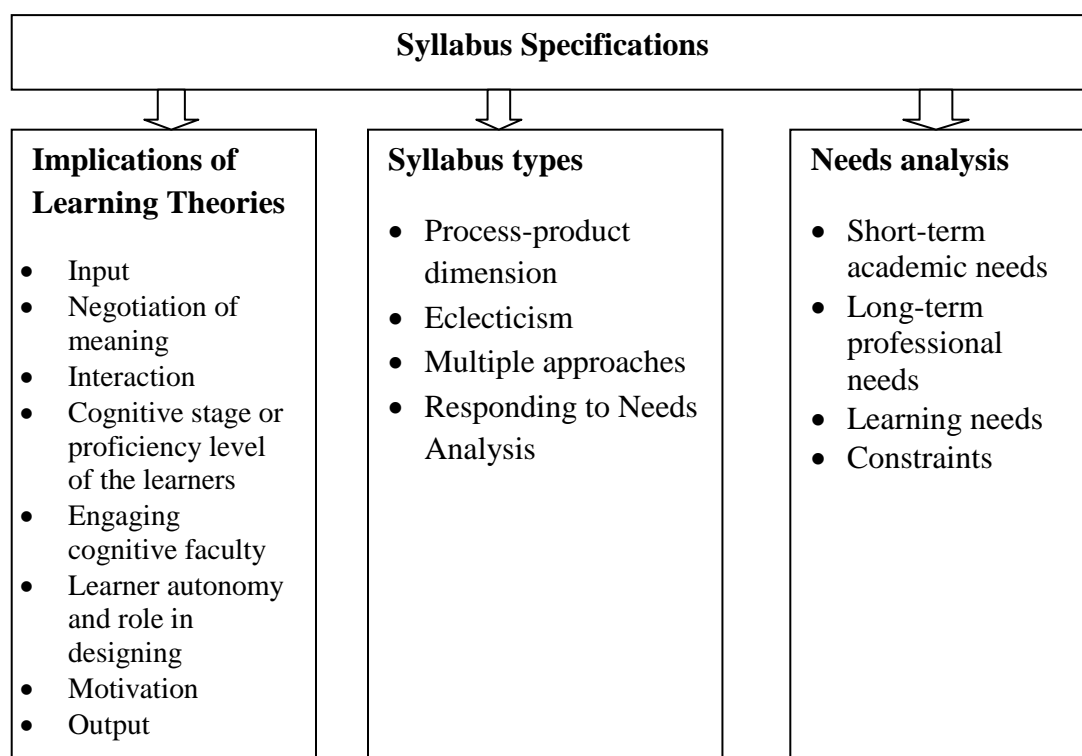 Syllabus Specifications
Implications of
Learning Theories
• Input
• Negotiation of
meaning
• Interaction
• Cognitive stage or
proficiency level
of the learners
• Engaging
cognitive faculty
• Learner autonomy
and role in
designing
• Motivation
• Output
Syllabus types
• Process-product
dimension
• Eclecticism
• Multiple approaches
• Responding to Needs
Analysis
Needs analysis
• Short-term
academic needs
• Long-term
professional
needs
• Learning needs
• Constraints